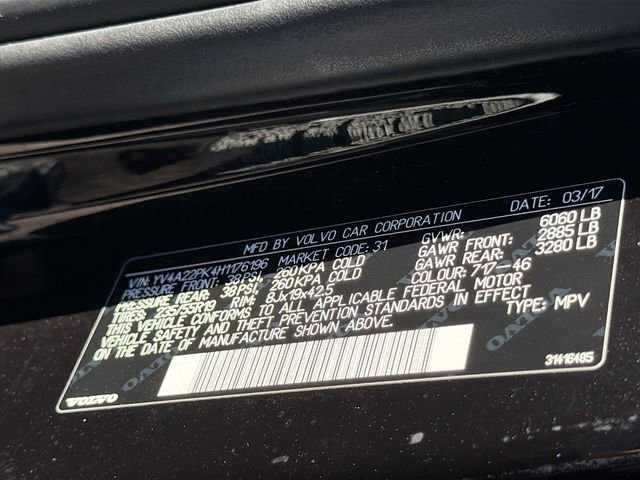 MFD BY VOLVO CAR CORPORATION DATE: 03/17
VIN: YV4A22PK4H1176196 MARKET CODE: 31 GVWR: 6060 LB
PRESSURE FRONT: 38PSI, 260KPA COLD GAWR FRONT: 2885 LB
PRESSURE REAR: 38PSI, 260KPA COLD GAWR REAR: 3280 LB
TIRES: 235/55R19 RIM: 8Jx19x42.5 COLOUR: 717-46
THIS VEHICLE CONFORMS TO ALL APPLICABLE FEDERAL MOTOR
VEHICLE SAFETY AND THEFT PREVENTION STANDARDS IN EFFECT
ON THE DATE OF MANUFACTURE SHOWN ABOVE. TYPE: MPV
31416485
VOLVO